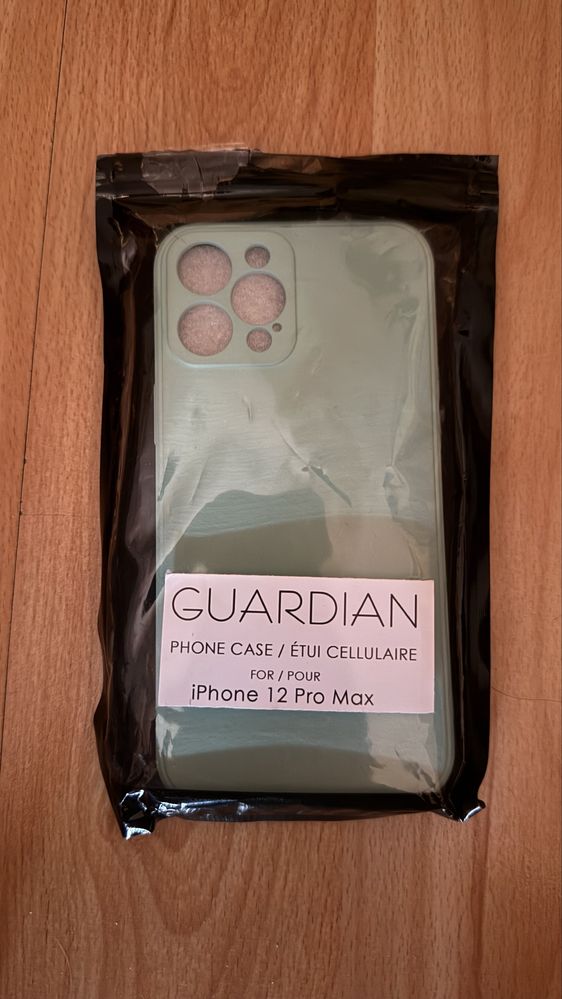 GUARDIAN
PHONE CASE / ÉTUI CELLULAIRE
FOR / POUR
iPhone 12 Pro Max